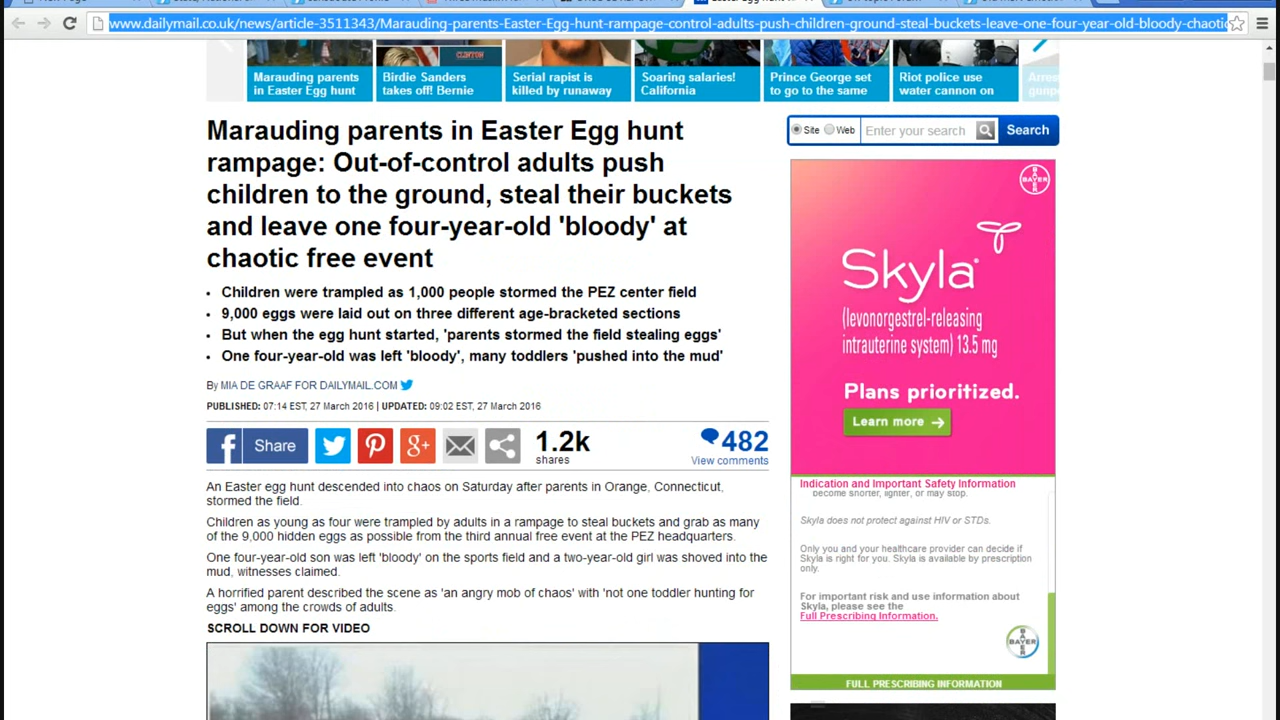 www.dailymail.co.uk/news/article-3511343/Marauding-parents-Easter-Egg-hunt-rampage-control-adults-push-children-ground-steal-buckets-leave-one-four-year-old-bloody-chaotic
Marauding parents
in Easter Egg hunt
Birdie Sanders
takes off! Bernie
Serial rapist is
killed by runaway
Soaring salaries!
California
Prince George set
to go to the same
Riot police use
water cannon on
CLINTON
Marauding parents in Easter Egg hunt
rampage: Out-of-control adults push
children to the ground, steal their buckets
and leave one four-year-old 'bloody' at
chaotic free event
• Children were trampled as 1,000 people stormed the PEZ center field
• 9,000 eggs were laid out on three different age-bracketed sections
• But when the egg hunt started, 'parents stormed the field stealing eggs'
• One four-year-old was left 'bloody', many toddlers 'pushed into the mud'
By MIA DE GRAAF FOR DAILYMAIL.COM
PUBLISHED: 07:14 EST, 27 March 2016 | UPDATED: 09:02 EST, 27 March 2016
f Share
g+
1.2k
shares
482
View comments
An Easter egg hunt descended into chaos on Saturday after parents in Orange, Connecticut,
stormed the field.
Children as young as four were trampled by adults in a rampage to steal buckets and grab as many
of the 9,000 hidden eggs as possible from the third annual free event at the PEZ headquarters.
One four-year-old son was left 'bloody' on the sports field and a two-year-old girl was shoved into the
mud, witnesses claimed.
A horrified parent described the scene as 'an angry mob of chaos' with 'not one toddler hunting for
eggs' among the crowds of adults.
SCROLL DOWN FOR VIDEO
Site Web Enter your search Search
BAYER
Skyla®
(levonorgestrel-releasing
intrauterine system) 13.5 mg
Plans prioritized.
Learn more →
Indication and Important Safety Information
become shorter, lighter, or may stop.
Skyla does not protect against HIV or STDs.
Only you and your healthcare provider can decide if
Skyla is right for you. Skyla is available by prescription
only.
For important risk and use information about
Skyla, please see the
Full Prescribing Information.
BAYER
FULL PRESCRIBING INFORMATION